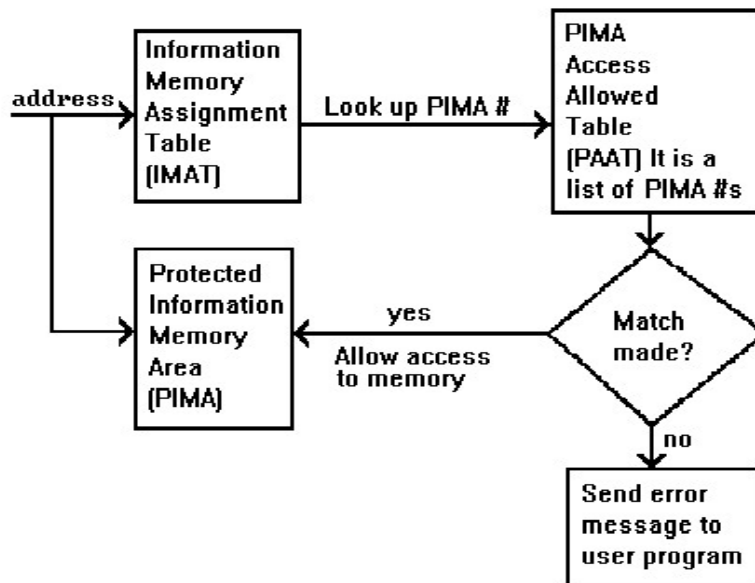 address
Information
Memory
Assignment
Table
(IMAT)
Look up PIMA #
PIMA
Access
Allowed
Table
(PAAT) It is a
list of PIMA #s
Protected
Information
Memory
Area
(PIMA)
yes
Allow access
to memory
Match
made?
no
Send error
message to
user program